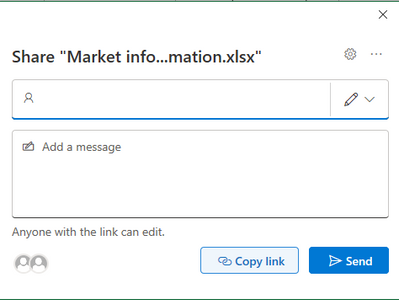 Share "Market info...mation.xlsx"
Add a message
Anyone with the link can edit.
Copy link
Send